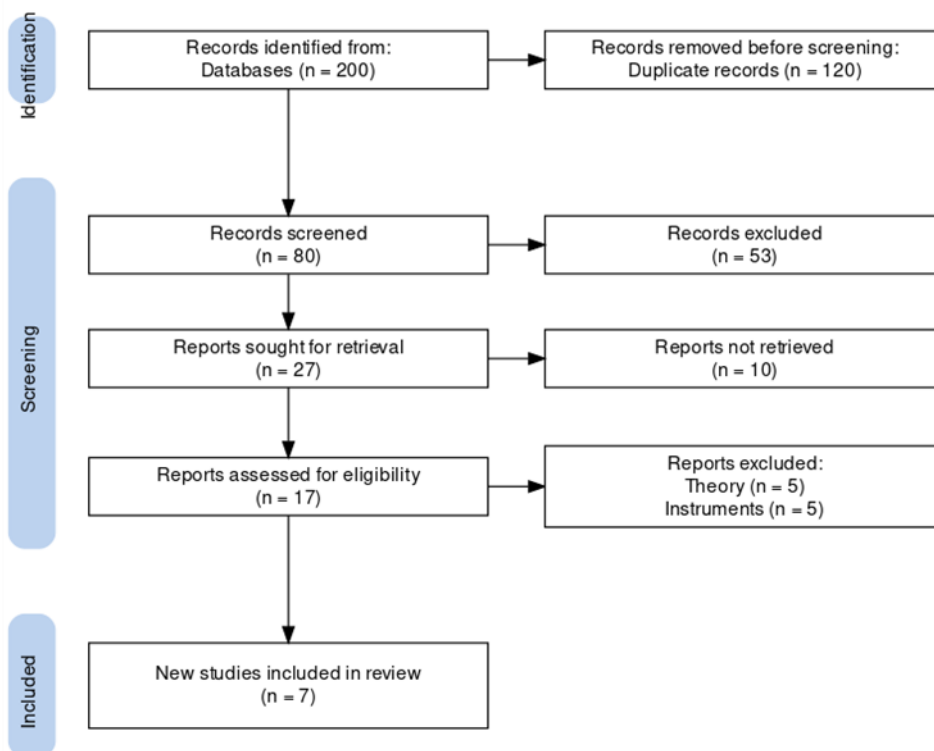 Identification
Records identified from:
Databases (n = 200)
Records removed before screening:
Duplicate records (n = 120)
Screening
Records screened
(n = 80)
Records excluded
(n = 53)
Reports sought for retrieval
(n = 27)
Reports not retrieved
(n = 10)
Reports assessed for eligibility
(n = 17)
Reports excluded:
Theory (n = 5)
Instruments (n = 5)
Included
New studies included in review
(n = 7)